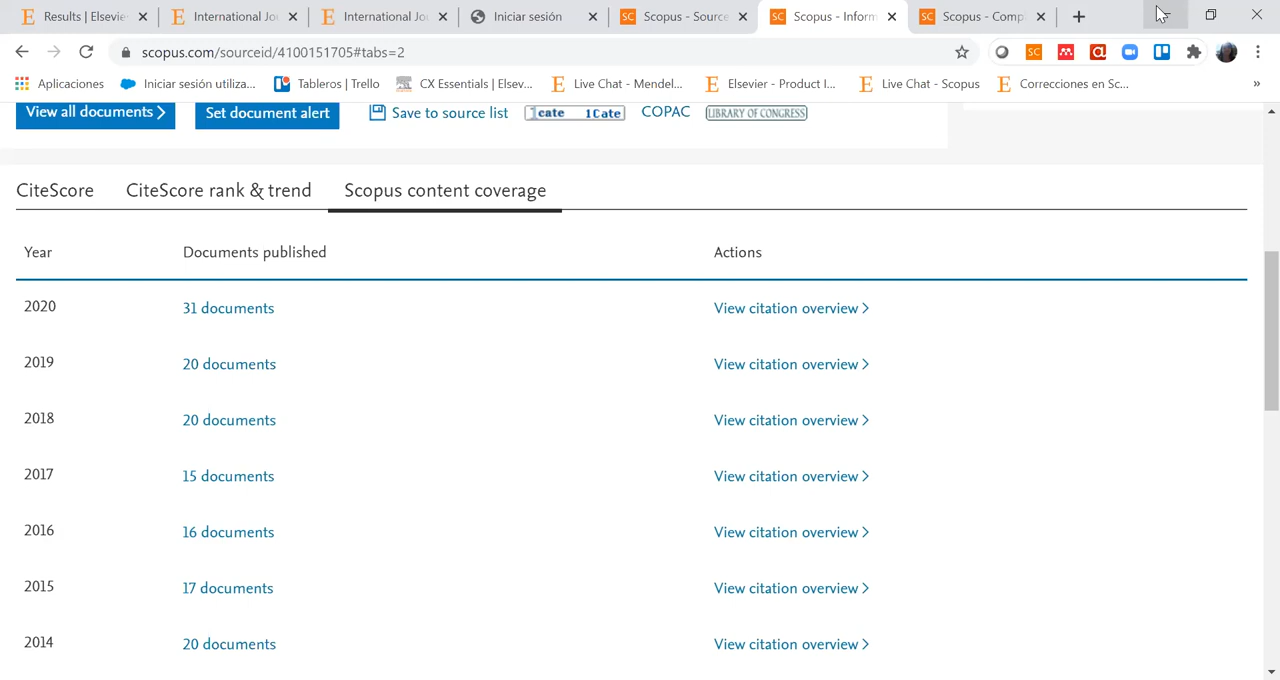 Results | Elsevie
International Jou
International Jou
Iniciar sesión
Scopus - Source
Scopus - Inform
Scopus - Compl
scopus.com/sourceid/4100151705#tabs=2
Aplicaciones
Iniciar sesión utiliza...
Tableros | Trello
CX Essentials | Elsev...
Live Chat - Mendel...
Elsevier - Product I...
Live Chat - Scopus
Correcciones en Sc...
»
View all documents
Set document alert
Save to source list
1Cate
COPAC
LIBRARY OF CONGRESS
CiteScore CiteScore rank & trend Scopus content coverage
Year Documents published Actions
2020 31 documents View citation overview
2019 20 documents View citation overview
2018 20 documents View citation overview
2017 15 documents View citation overview
2016 16 documents View citation overview
2015 17 documents View citation overview
2014 20 documents View citation overview